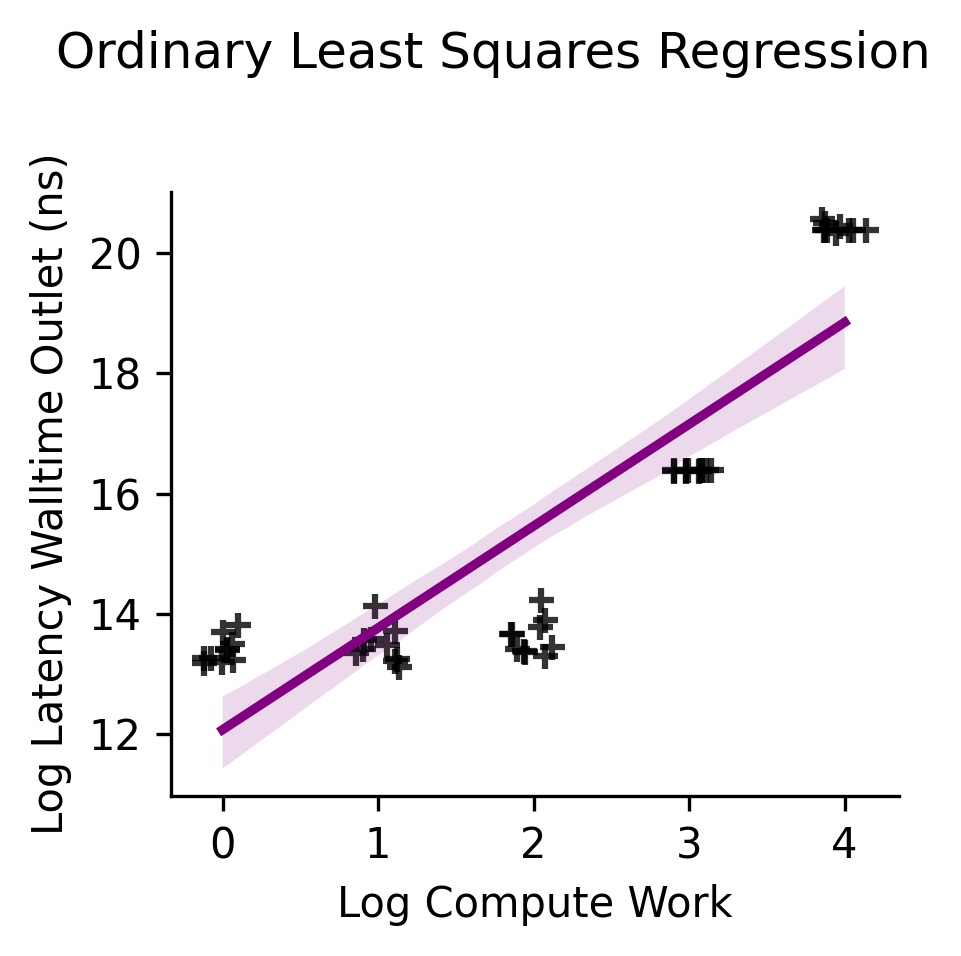 Ordinary Least Squares Regression
Log Latency Walltime Outlet (ns)
20
18
16
14
12
0 1 2 3 4
Log Compute Work